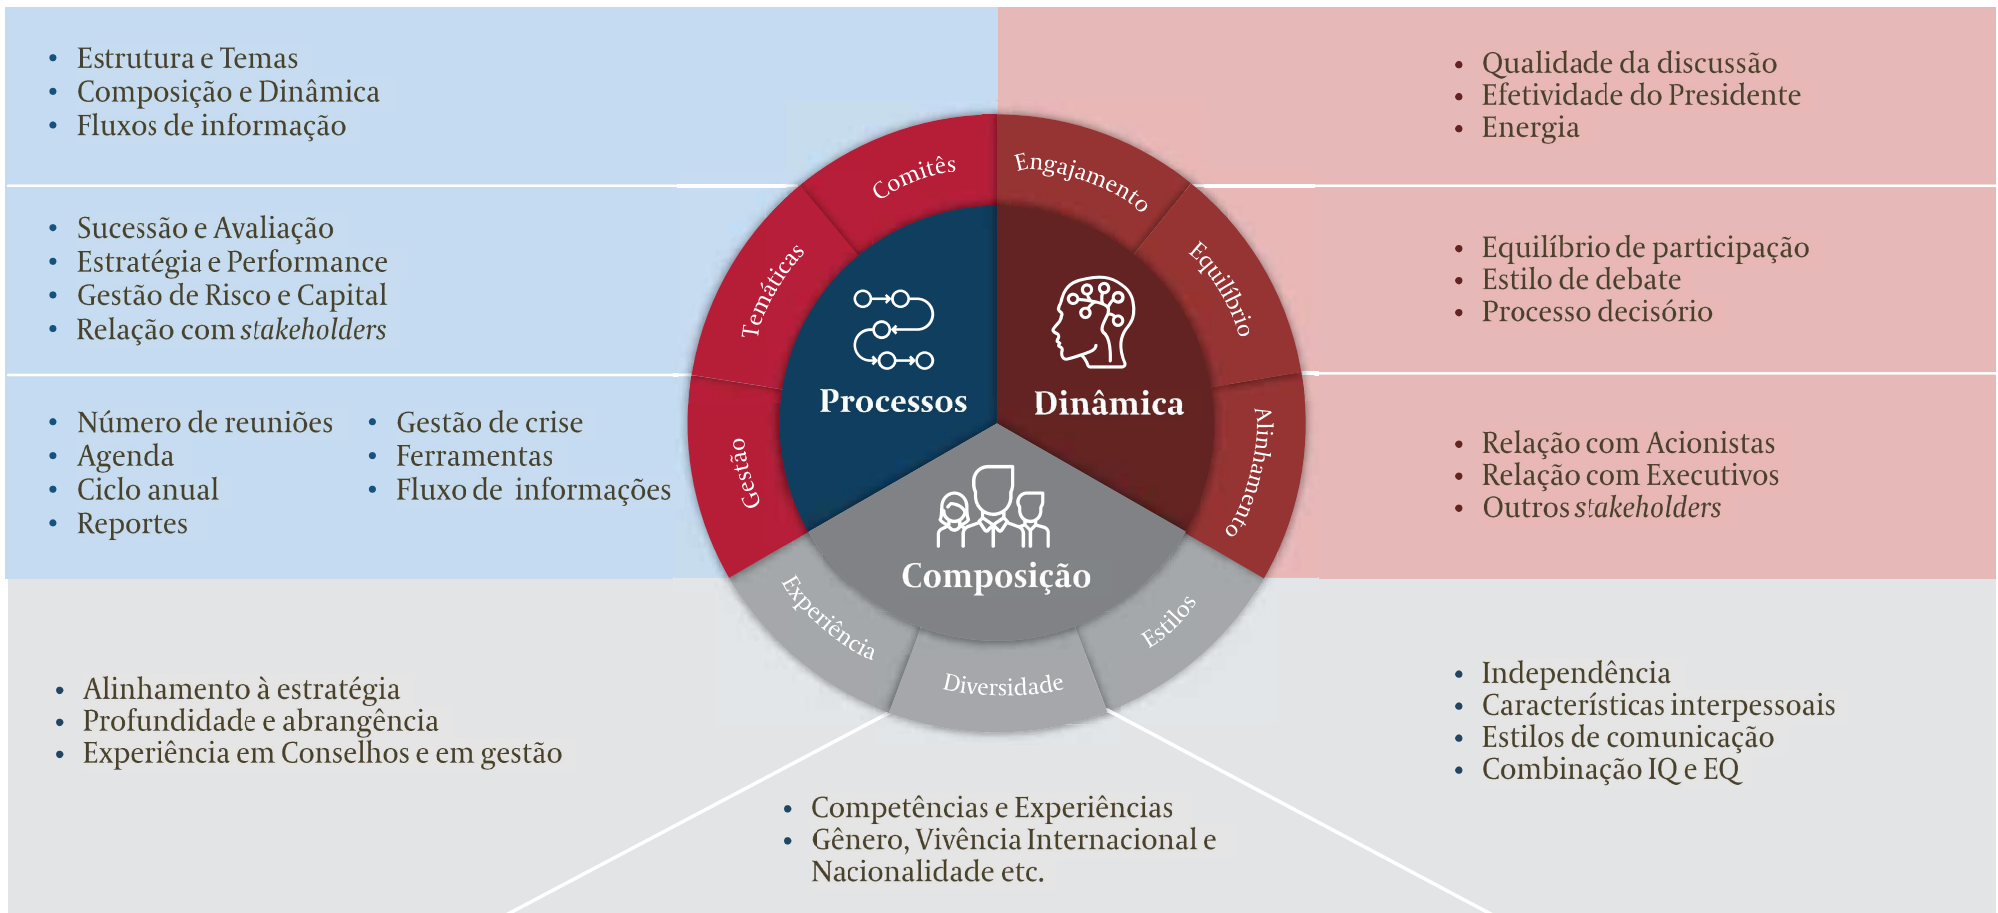 • Estrutura e Temas
• Composição e Dinâmica
• Fluxos de informação
• Sucessão e Avaliação
• Estratégia e Performance
• Gestão de Risco e Capital
• Relação com stakeholders
• Número de reuniões
• Agenda
• Ciclo anual
• Reportes
• Gestão de crise
• Ferramentas
• Fluxo de informações
Comitês
Temáticas
Gestão
Processos
Engajamento
Equilíbrio
Alinhamento
Dinâmica
• Qualidade da discussão
• Efetividade do Presidente
• Energia
• Equilíbrio de participação
• Estilo de debate
• Processo decisório
• Relação com Acionistas
• Relação com Executivos
• Outros stakeholders
Composição
Experiência
Diversidade
Estilos
• Alinhamento à estratégia
• Profundidade e abrangência
• Experiência em Conselhos e em gestão
• Competências e Experiências
• Gênero, Vivência Internacional e
Nacionalidade etc.
• Independência
• Características interpessoais
• Estilos de comunicação
• Combinação IQ e EQ